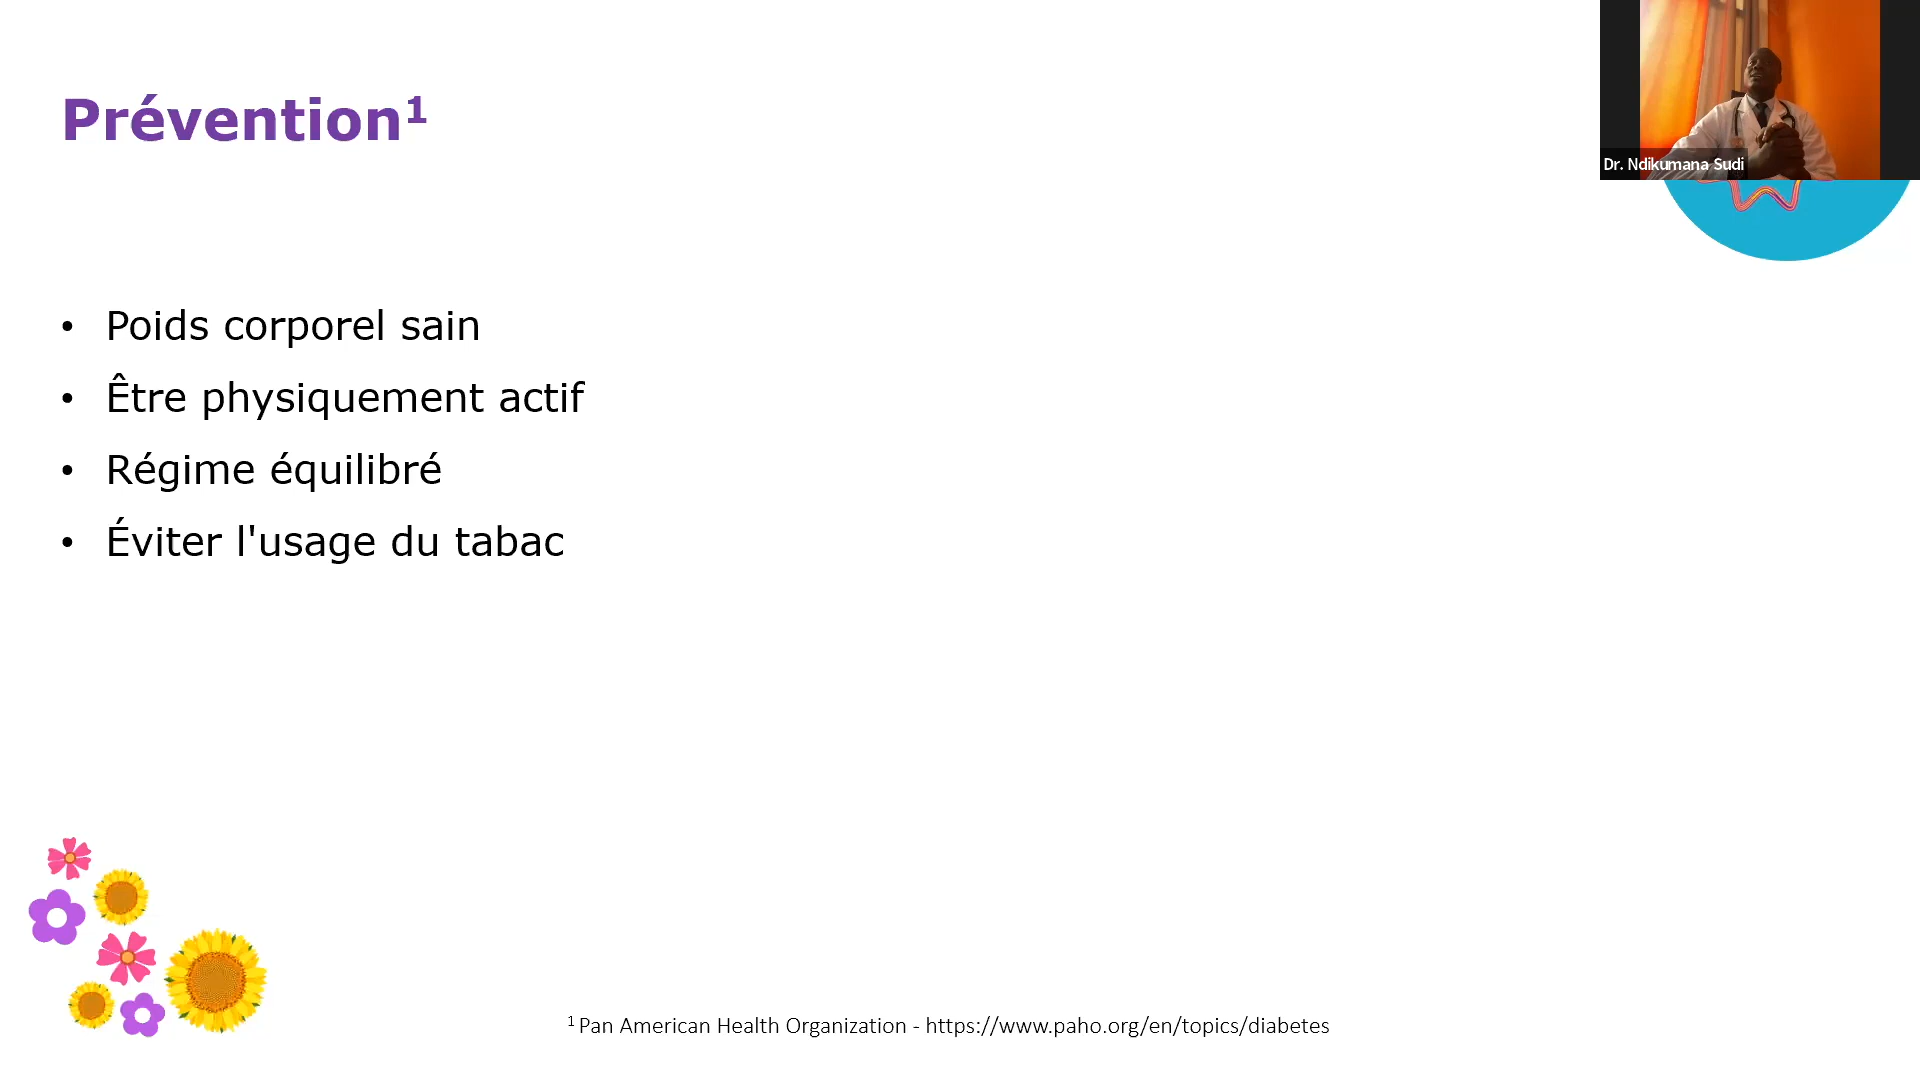 Prévention¹
Dr. Ndikumana Sudi
• Poids corporel sain
• Être physiquement actif
• Régime équilibré
• Éviter l'usage du tabac
¹ Pan American Health Organization - https://www.paho.org/en/topics/diabetes